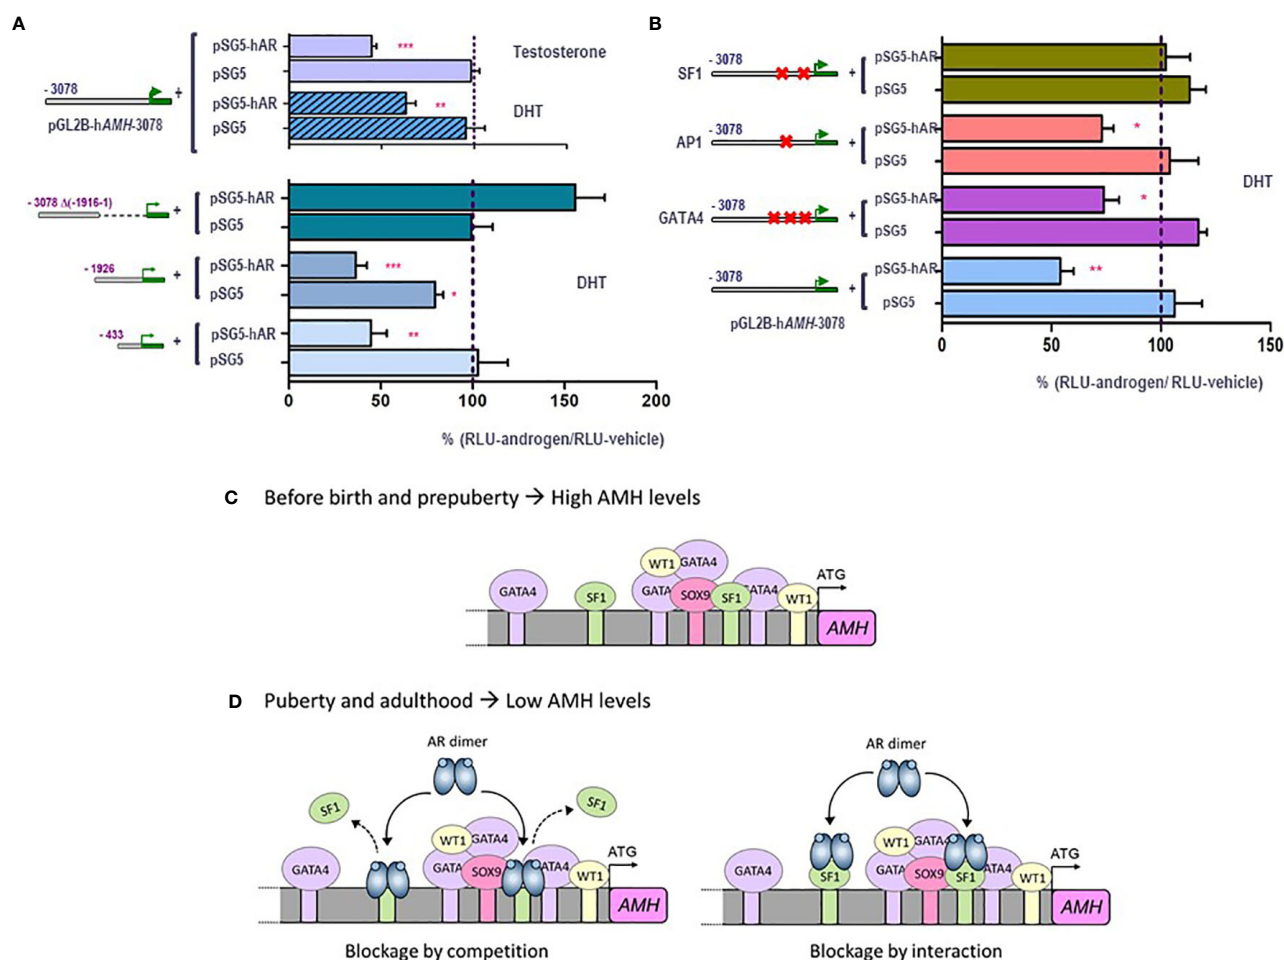 A
- 3078
pGL2B-hAMH-3078
+
pSG5-hAR
***
Testosterone
pSG5
pSG5-hAR
**
DHT
pSG5
- 3078 Δ(-1916-1)
+
pSG5-hAR
pSG5
- 1926
+
pSG5-hAR
***
pSG5
*
DHT
- 433
+
pSG5-hAR
**
pSG5
0 50 100 150 200
% (RLU-androgen/RLU-vehicle)
B
SF1
- 3078
+
pSG5-hAR
pSG5
AP1
- 3078
+
pSG5-hAR
*
pSG5
DHT
GATA4
- 3078
+
pSG5-hAR
*
pSG5
- 3078
pGL2B-hAMH-3078
+
pSG5-hAR
**
pSG5
0 50 100 150
% (RLU-androgen/ RLU-vehicle)
C Before birth and prepuberty → High AMH levels
GATA4
SF1
WT1
GATA4
GATA
SOX9
SF1
ATA4
WT1
ATG
AMH
D Puberty and adulthood → Low AMH levels
AR dimer
SF1
SF1
GATA4
WT1
GATA4
GATA
SOX9
ATA4
WT1
ATG
AMH
Blockage by competition
AR dimer
GATA4
SF1
WT1
GATA4
GATA
SOX9
SF1
ATA4
WT1
ATG
AMH
Blockage by interaction